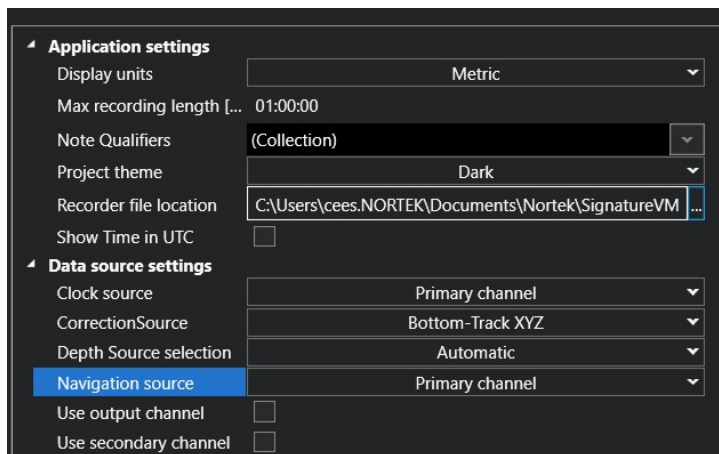 Application settings
Display units Metric
Max recording length [... 01:00:00
Note Qualifiers (Collection)
Project theme Dark
Recorder file location C:\Users\cees.NORTEK\Documents\Nortek\SignatureVM ...
Show Time in UTC
Data source settings
Clock source Primary channel
CorrectionSource Bottom-Track XYZ
Depth Source selection Automatic
Navigation source Primary channel
Use output channel
Use secondary channel